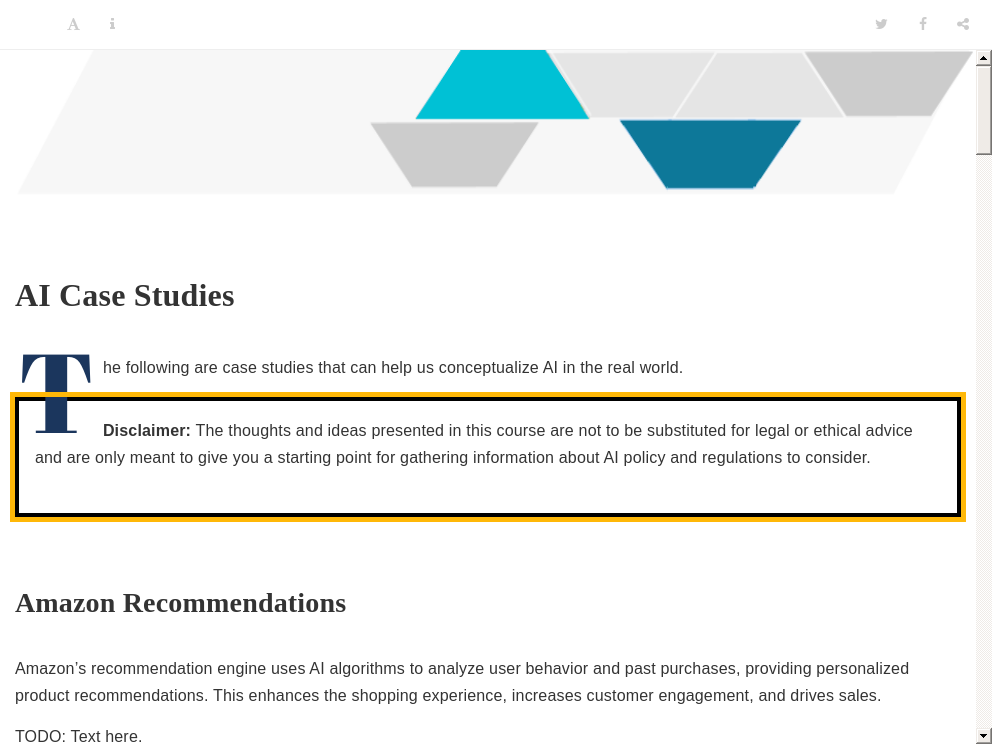 AI Case Studies
The following are case studies that can help us conceptualize AI in the real world.
Disclaimer: The thoughts and ideas presented in this course are not to be substituted for legal or ethical advice
and are only meant to give you a starting point for gathering information about AI policy and regulations to consider.
Amazon Recommendations
Amazon’s recommendation engine uses AI algorithms to analyze user behavior and past purchases, providing personalized
product recommendations. This enhances the shopping experience, increases customer engagement, and drives sales.
TODO: Text here.